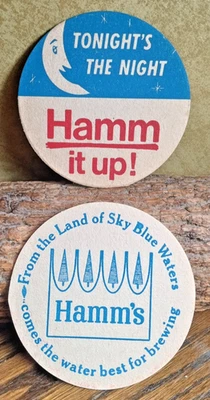 TONIGHT'S
THE NIGHT
Hamm
it up!
From the Land of Sky Blue Waters
Hamm's
comes the water best for brewing